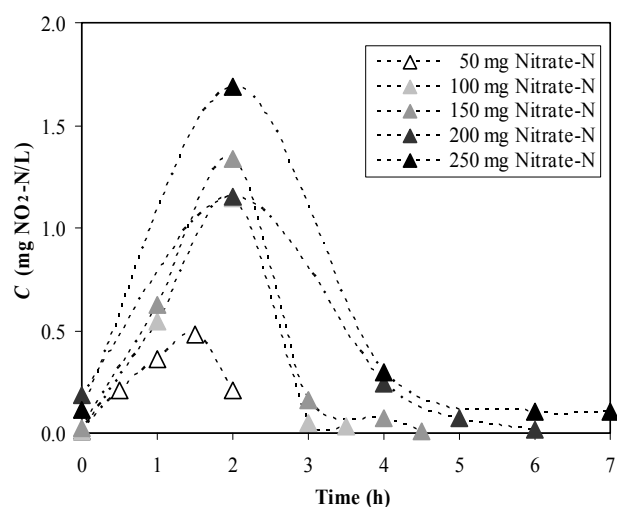 2.0
1.5
1.0
0.5
0.0
C (mg NO2-N/L)
50 mg Nitrate-N
100 mg Nitrate-N
150 mg Nitrate-N
200 mg Nitrate-N
250 mg Nitrate-N
0 1 2 3 4 5 6 7
Time (h)